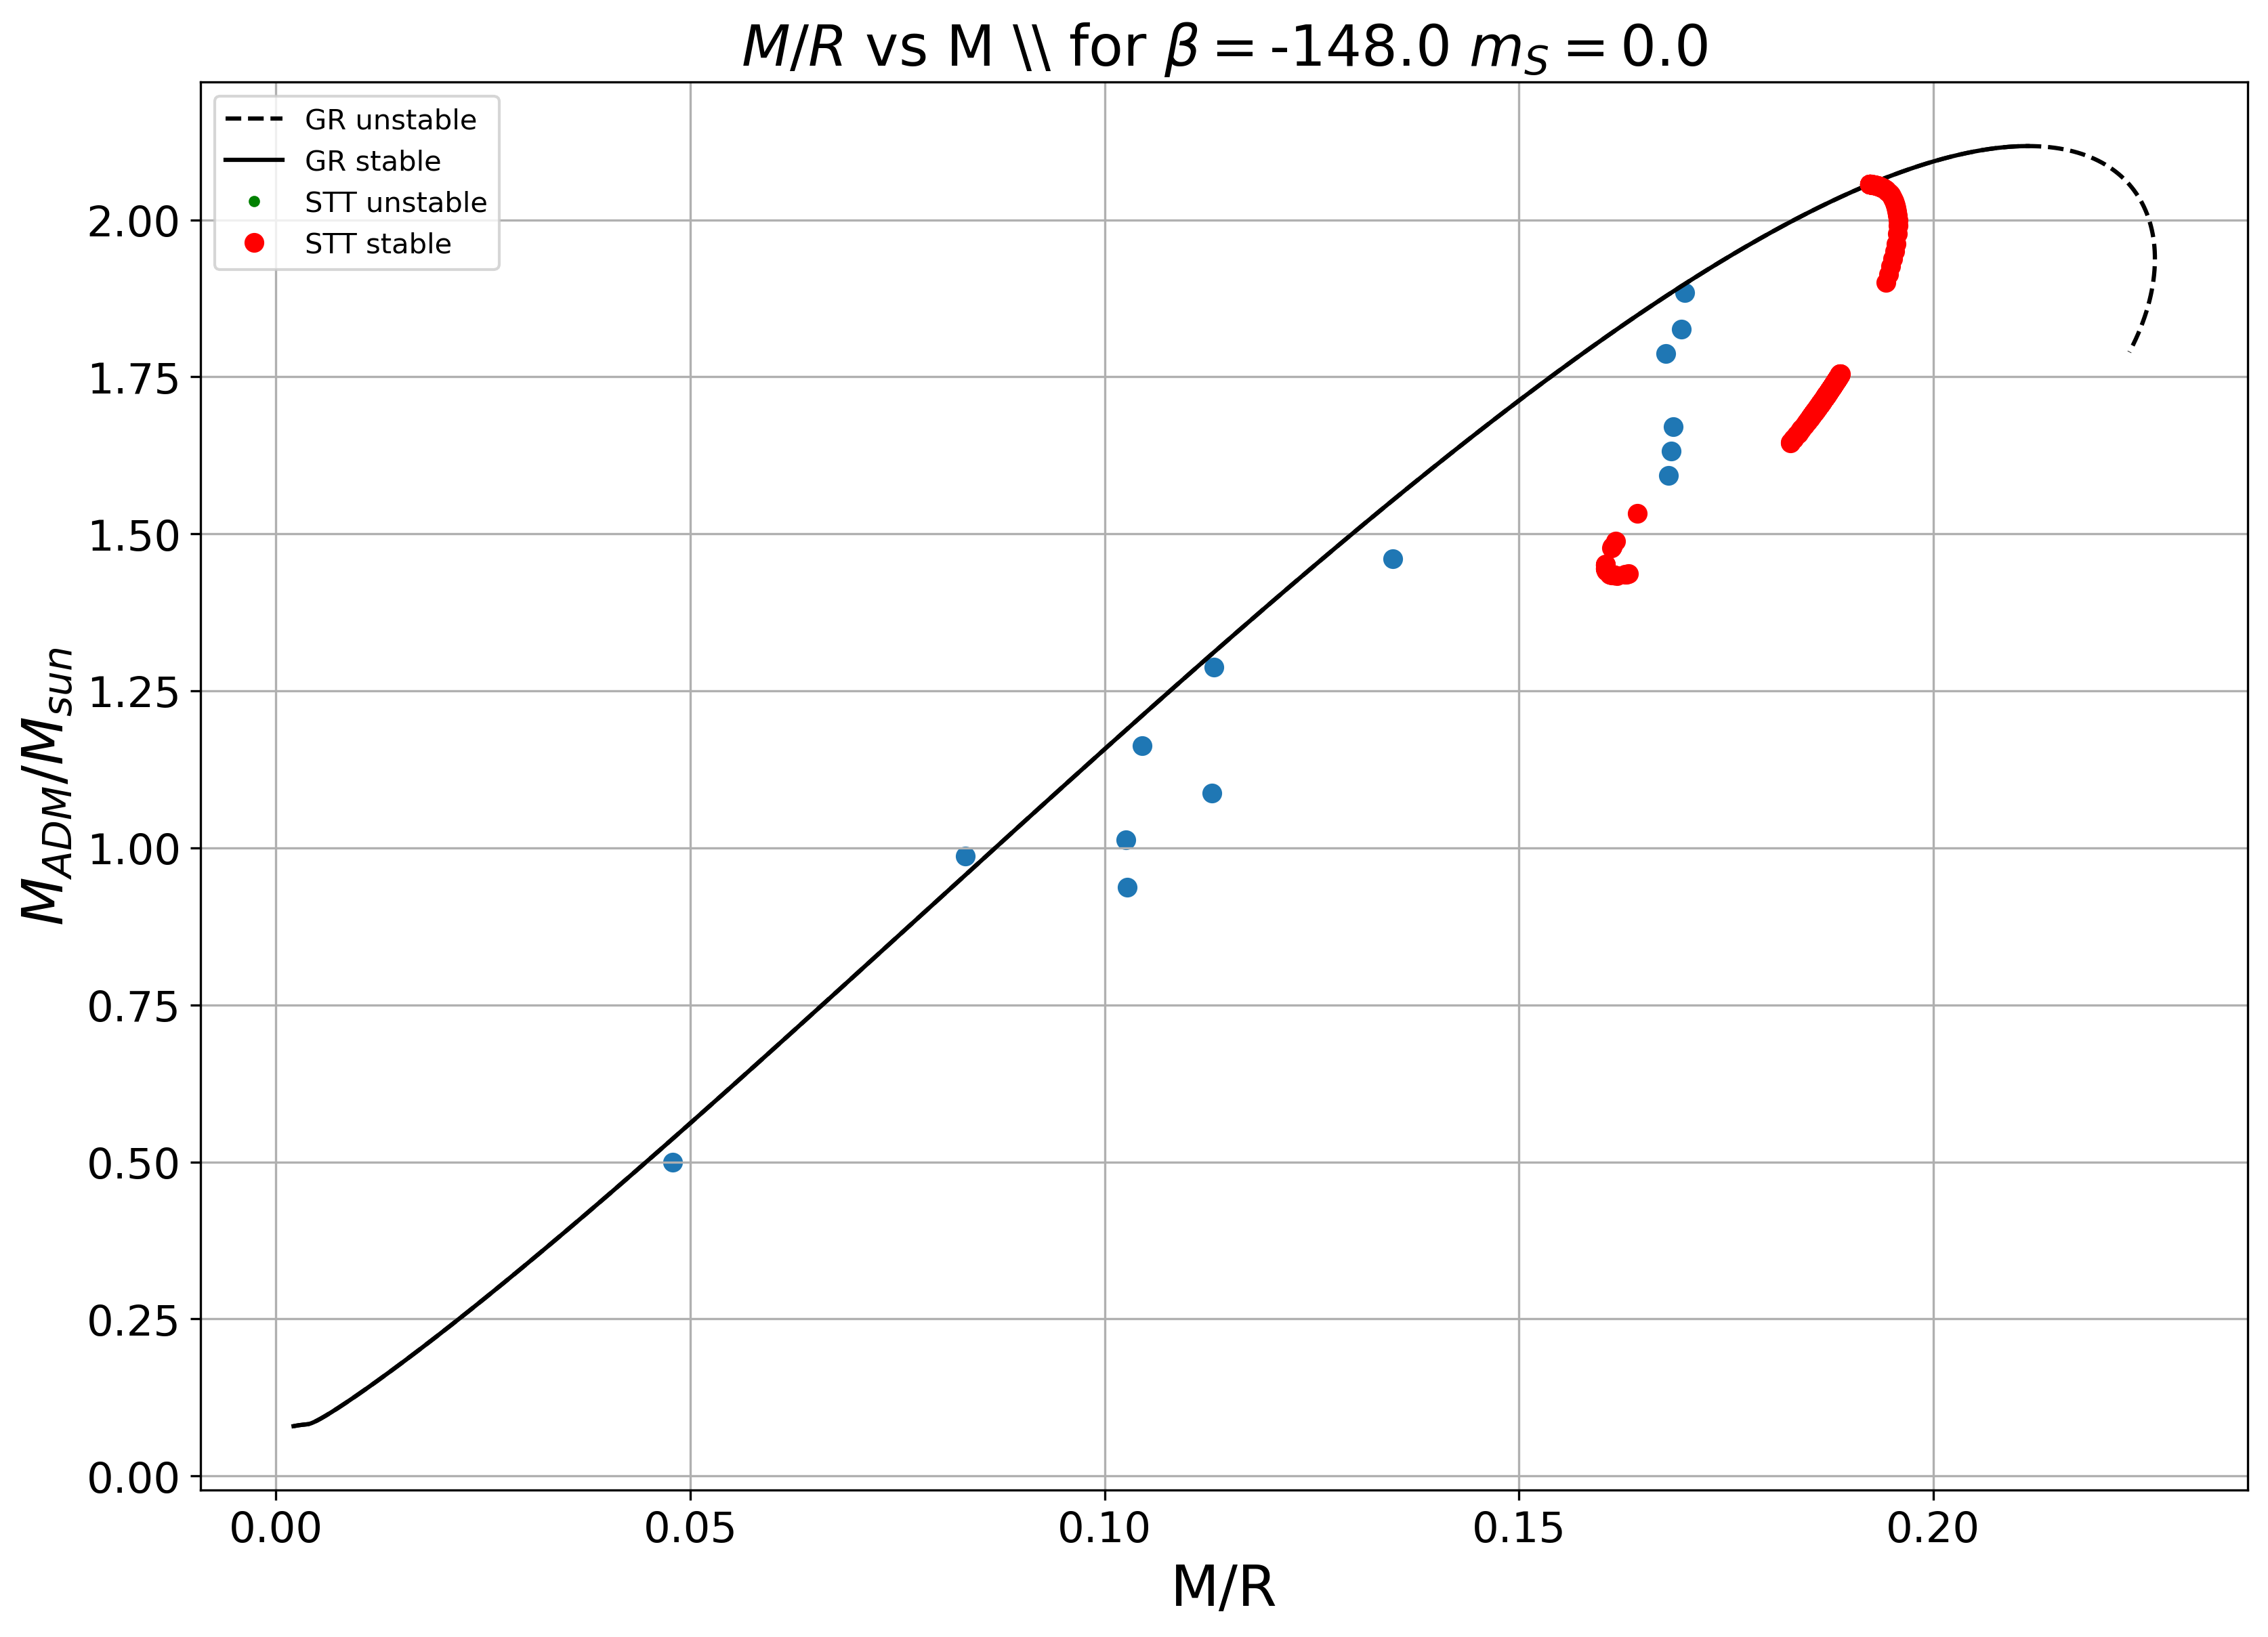 M/R vs M \\ for β = -148.0 m_S = 0.0
GR unstable
GR stable
STT unstable
STT stable
2.00
1.75
1.50
1.25
1.00
0.75
0.50
0.25
0.00
M_ADM/M_sun
0.00 0.05 0.10 0.15 0.20
M/R